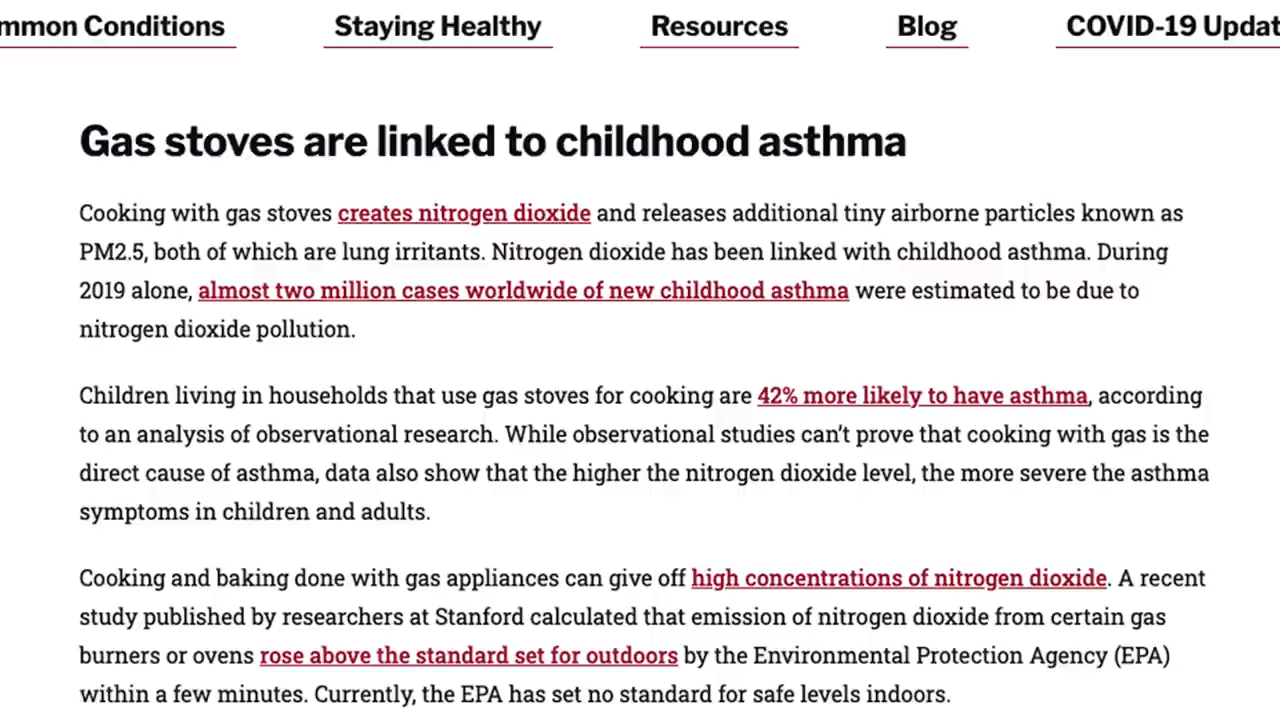 mmon Conditions Staying Healthy Resources Blog COVID-19 Updat
Gas stoves are linked to childhood asthma
Cooking with gas stoves creates nitrogen dioxide and releases additional tiny airborne particles known as
PM2.5, both of which are lung irritants. Nitrogen dioxide has been linked with childhood asthma. During
2019 alone, almost two million cases worldwide of new childhood asthma were estimated to be due to
nitrogen dioxide pollution.
Children living in households that use gas stoves for cooking are 42% more likely to have asthma, according
to an analysis of observational research. While observational studies can’t prove that cooking with gas is the
direct cause of asthma, data also show that the higher the nitrogen dioxide level, the more severe the asthma
symptoms in children and adults.
Cooking and baking done with gas appliances can give off high concentrations of nitrogen dioxide. A recent
study published by researchers at Stanford calculated that emission of nitrogen dioxide from certain gas
burners or ovens rose above the standard set for outdoors by the Environmental Protection Agency (EPA)
within a few minutes. Currently, the EPA has set no standard for safe levels indoors.